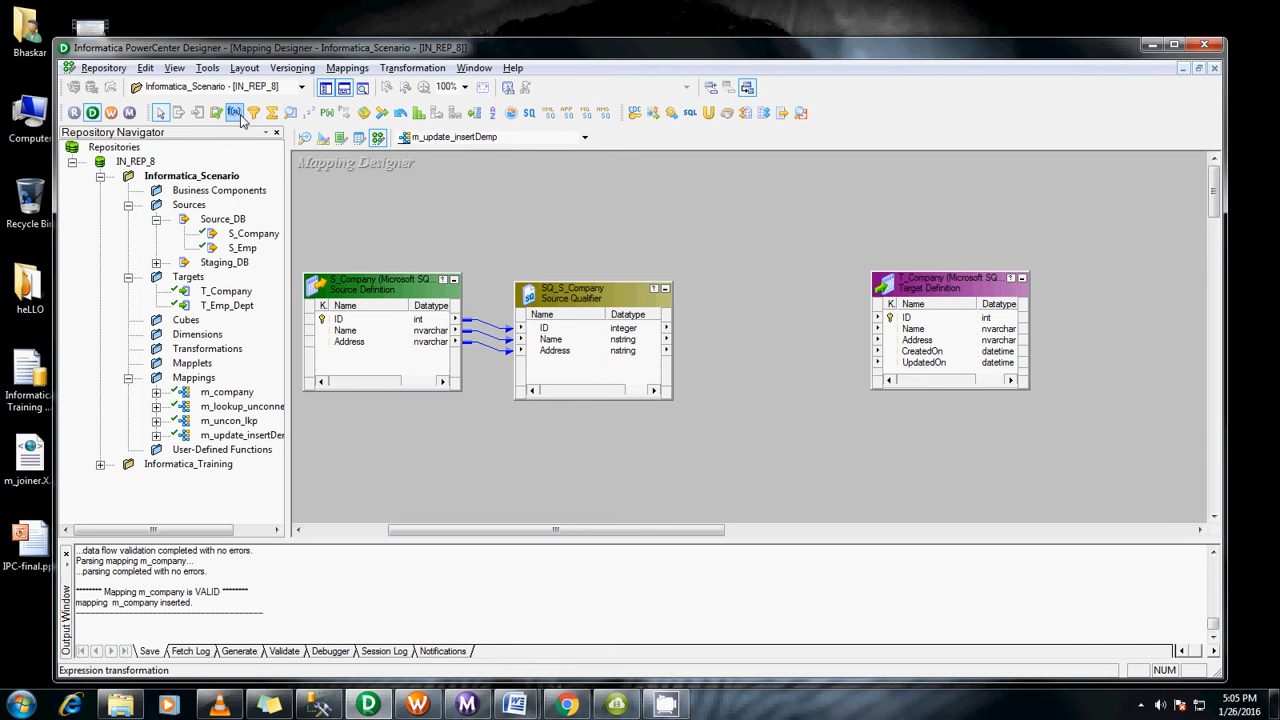 Bhaskar
Computer
Recycle Bin
heLLO
Informatica
Training ...
m_joiner.X...
IPC-final.pp
Informatica PowerCenter Designer - [Mapping Designer - Informatica_Scenario - [IN_REP_8]]
Repository Edit View Tools Layout Versioning Mappings Transformation Window Help
Informatica_Scenario - [IN_REP_8]
100%
Repository Navigator
m_update_insertDemp
Repositories
IN_REP_8
Informatica_Scenario
Business Components
Sources
Source_DB
S_Company
S_Emp
Staging_DB
Targets
T_Company
T_Emp_Dept
Cubes
Dimensions
Transformations
Mapplets
Mappings
m_company
m_lookup_unconne
m_uncon_lkp
m_update_insertDer
User-Defined Functions
Informatica_Training
Mapping Designer
S_Company (Microsoft SQ...
Source Definition
K. Name Datatype
ID int
Name nvarchar
Address nvarchar
SQ_S_Company
Source Qualifier
Name Datatype
ID integer
Name nstring
Address nstring
T_Company (Microsoft SQ...
Target Definition
K. Name Datatype
ID int
Name nvarchar
Address nvarchar
CreatedOn datetime
UpdatedOn datetime
Output Window
...data flow validation completed with no errors.
Parsing mapping m_company...
...parsing completed with no errors.
******** Mapping m_company is VALID ********
mapping m_company inserted.
Save Fetch Log Generate Validate Debugger Session Log Notifications
Expression transformation
NUM
5:05 PM
1/26/2016